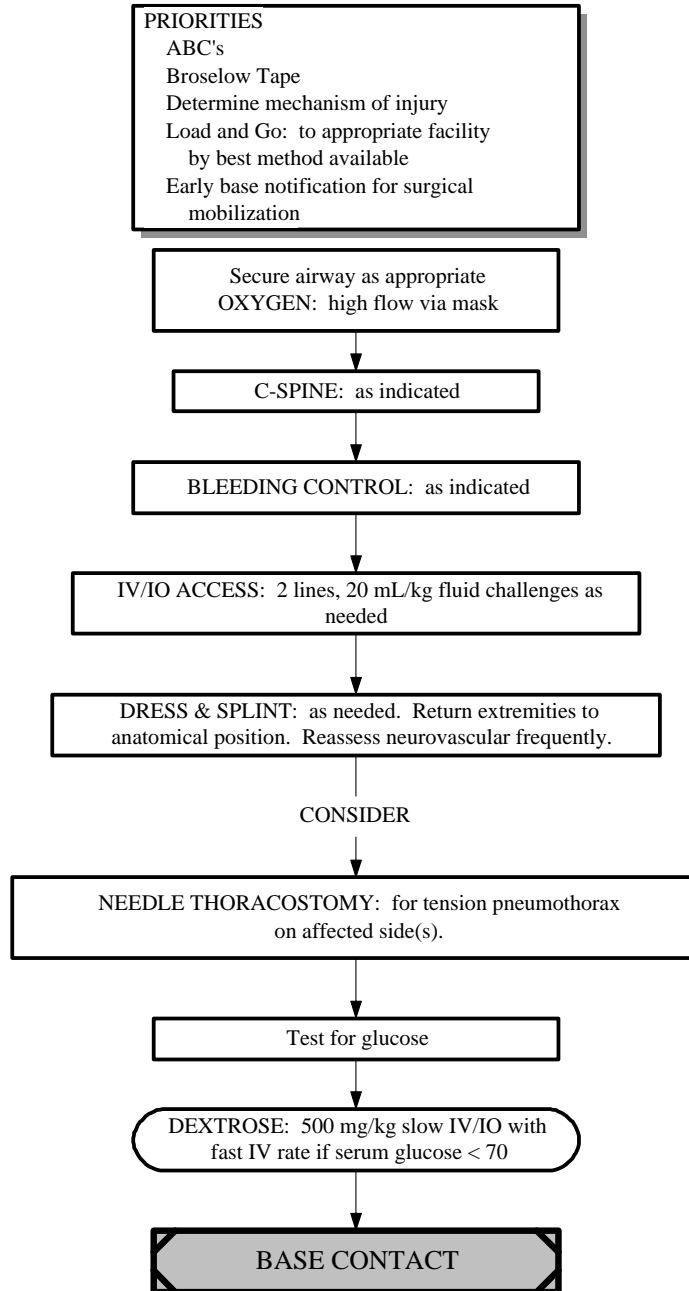 PRIORITIES
ABC's
Broselow Tape
Determine mechanism of injury
Load and Go:  to appropriate facility
by best method available
Early base notification for surgical
mobilization
Secure airway as appropriate
OXYGEN:  high flow via mask
C-SPINE:  as indicated
BLEEDING CONTROL:  as indicated
IV/IO ACCESS:  2 lines, 20 mL/kg fluid challenges as
needed
DRESS & SPLINT:  as needed.  Return extremities to
anatomical position.  Reassess neurovascular frequently.
CONSIDER
NEEDLE THORACOSTOMY:  for tension pneumothorax
on affected side(s).
Test for glucose
DEXTROSE:  500 mg/kg slow IV/IO with
fast IV rate if serum glucose < 70
BASE CONTACT